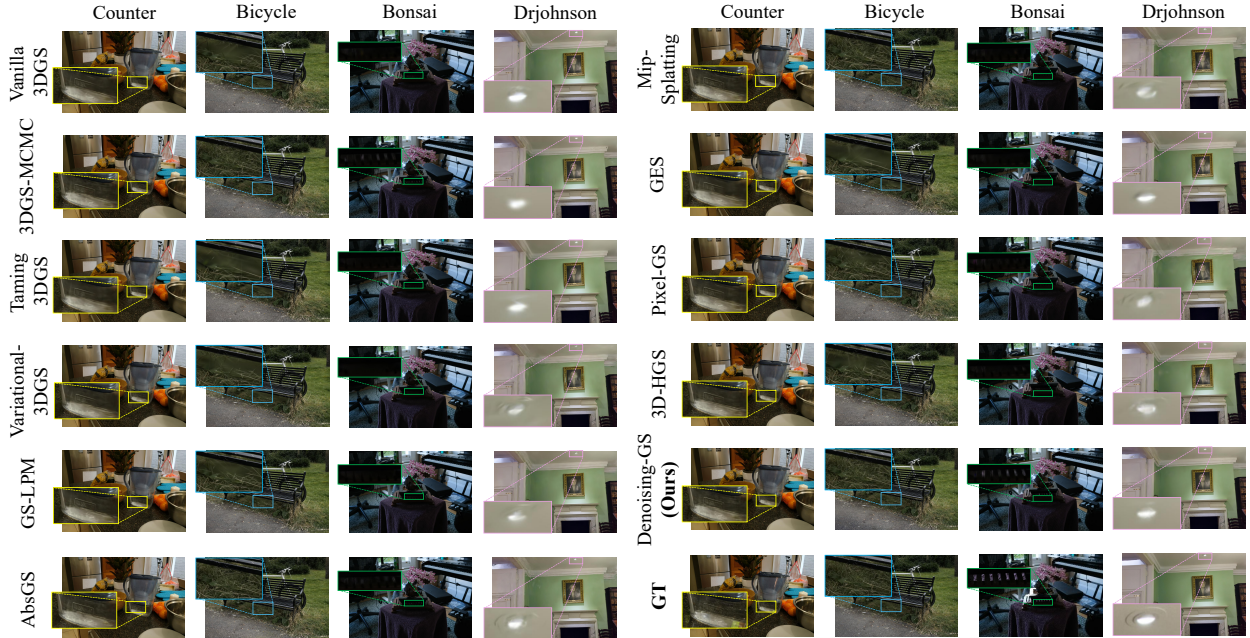 Counter Bicycle Bonsai Drjohnson
Vanilla
3DGS
3DGS-MCMC
Taming
3DGS
Variational-
3DGS
GS-LPM
AbsGS
Counter Bicycle Bonsai Drjohnson
Mip-
Splatting
GES
Pixel-GS
3D-HGS
Denoising-GS
(Ours)
GT